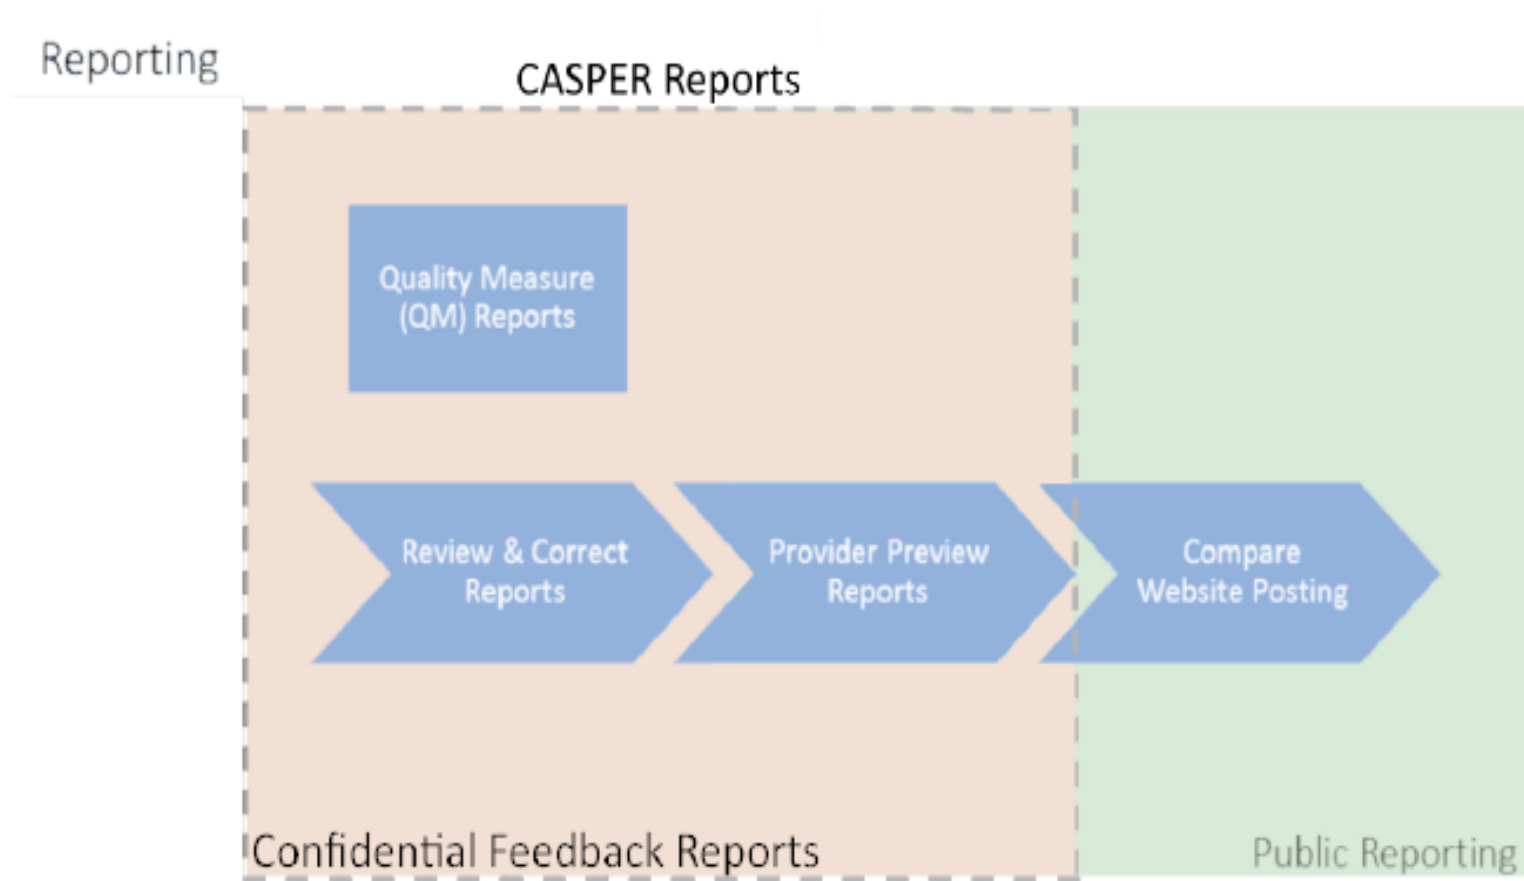 Reporting
CASPER Reports
Quality Measure
(QM) Reports
Review & Correct
Reports
Provider Preview
Reports
Compare
Website Posting
Confidential Feedback Reports
Public Reporting